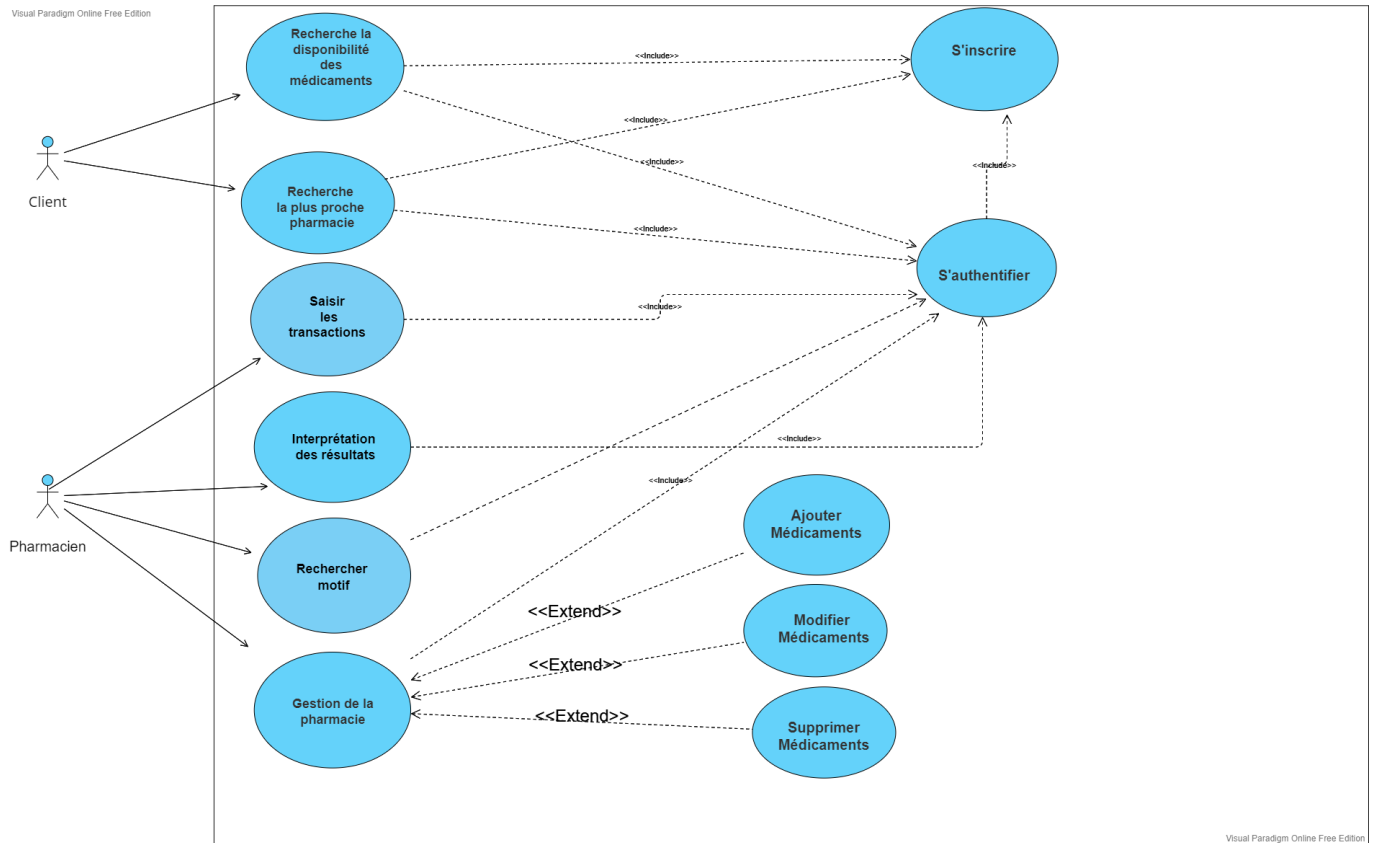 Visual Paradigm Online Free Edition
Recherche la
disponibilité
des
médicaments
<<Include>>
S'inscrire
<<Include>>
<<Include>>
<<Include>>
Client
Recherche
la plus proche
pharmacie
<<Include>>
S'authentifier
Saisir
les
transactions
<<Include>>
Interprétation
des résultats
<<Include>>
<<Include>>
Pharmacien
Rechercher
motif
Ajouter
Médicaments
<<Extend>>
Modifier
Médicaments
<<Extend>>
Gestion de la
pharmacie
<<Extend>>
Supprimer
Médicaments
Visual Paradigm Online Free Edition